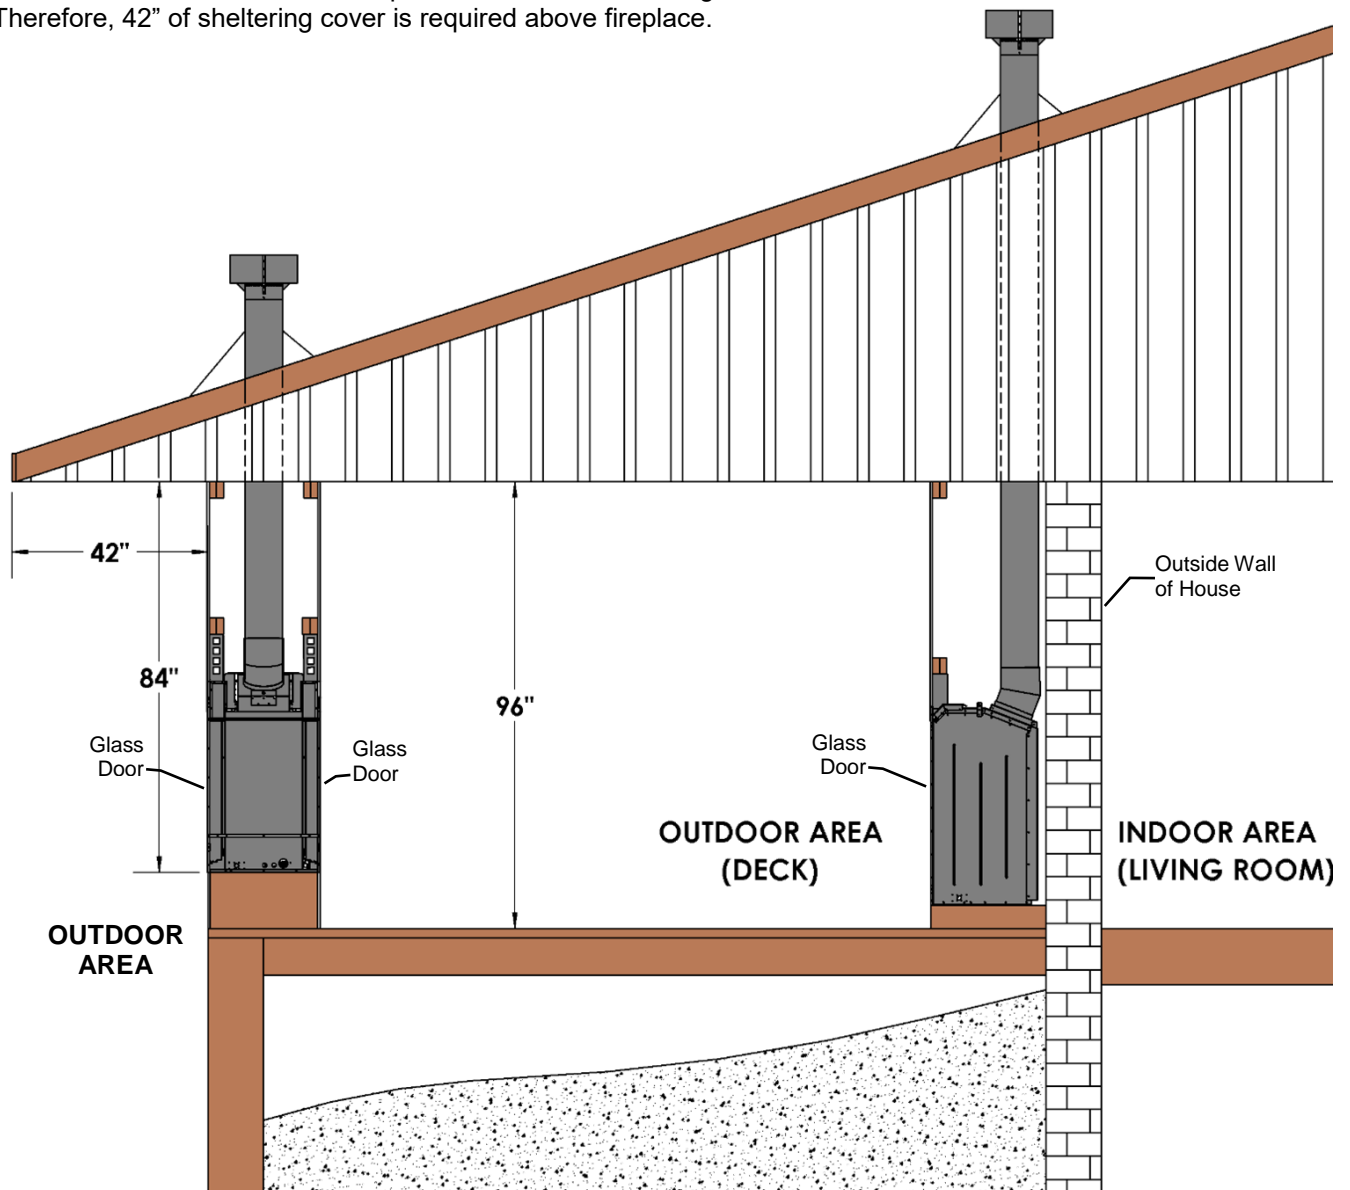 Therefore, 42” of sheltering cover is required above fireplace.
42"
Outside Wall
of House
84"
96"
Glass
Door
Glass
Door
Glass
Door
OUTDOOR AREA
(DECK)
INDOOR AREA
(LIVING ROOM)
OUTDOOR
AREA